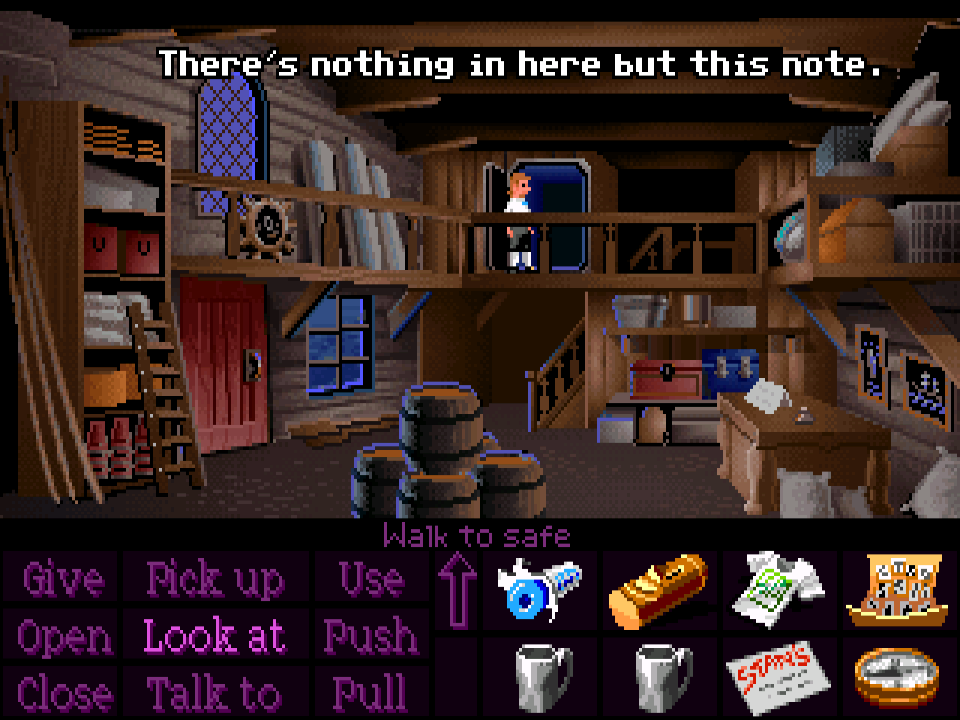 There's nothing in here but this note.
Walk to safe
Give Pick up Use
Open Look at Push
Close Talk to Pull
STAN'S